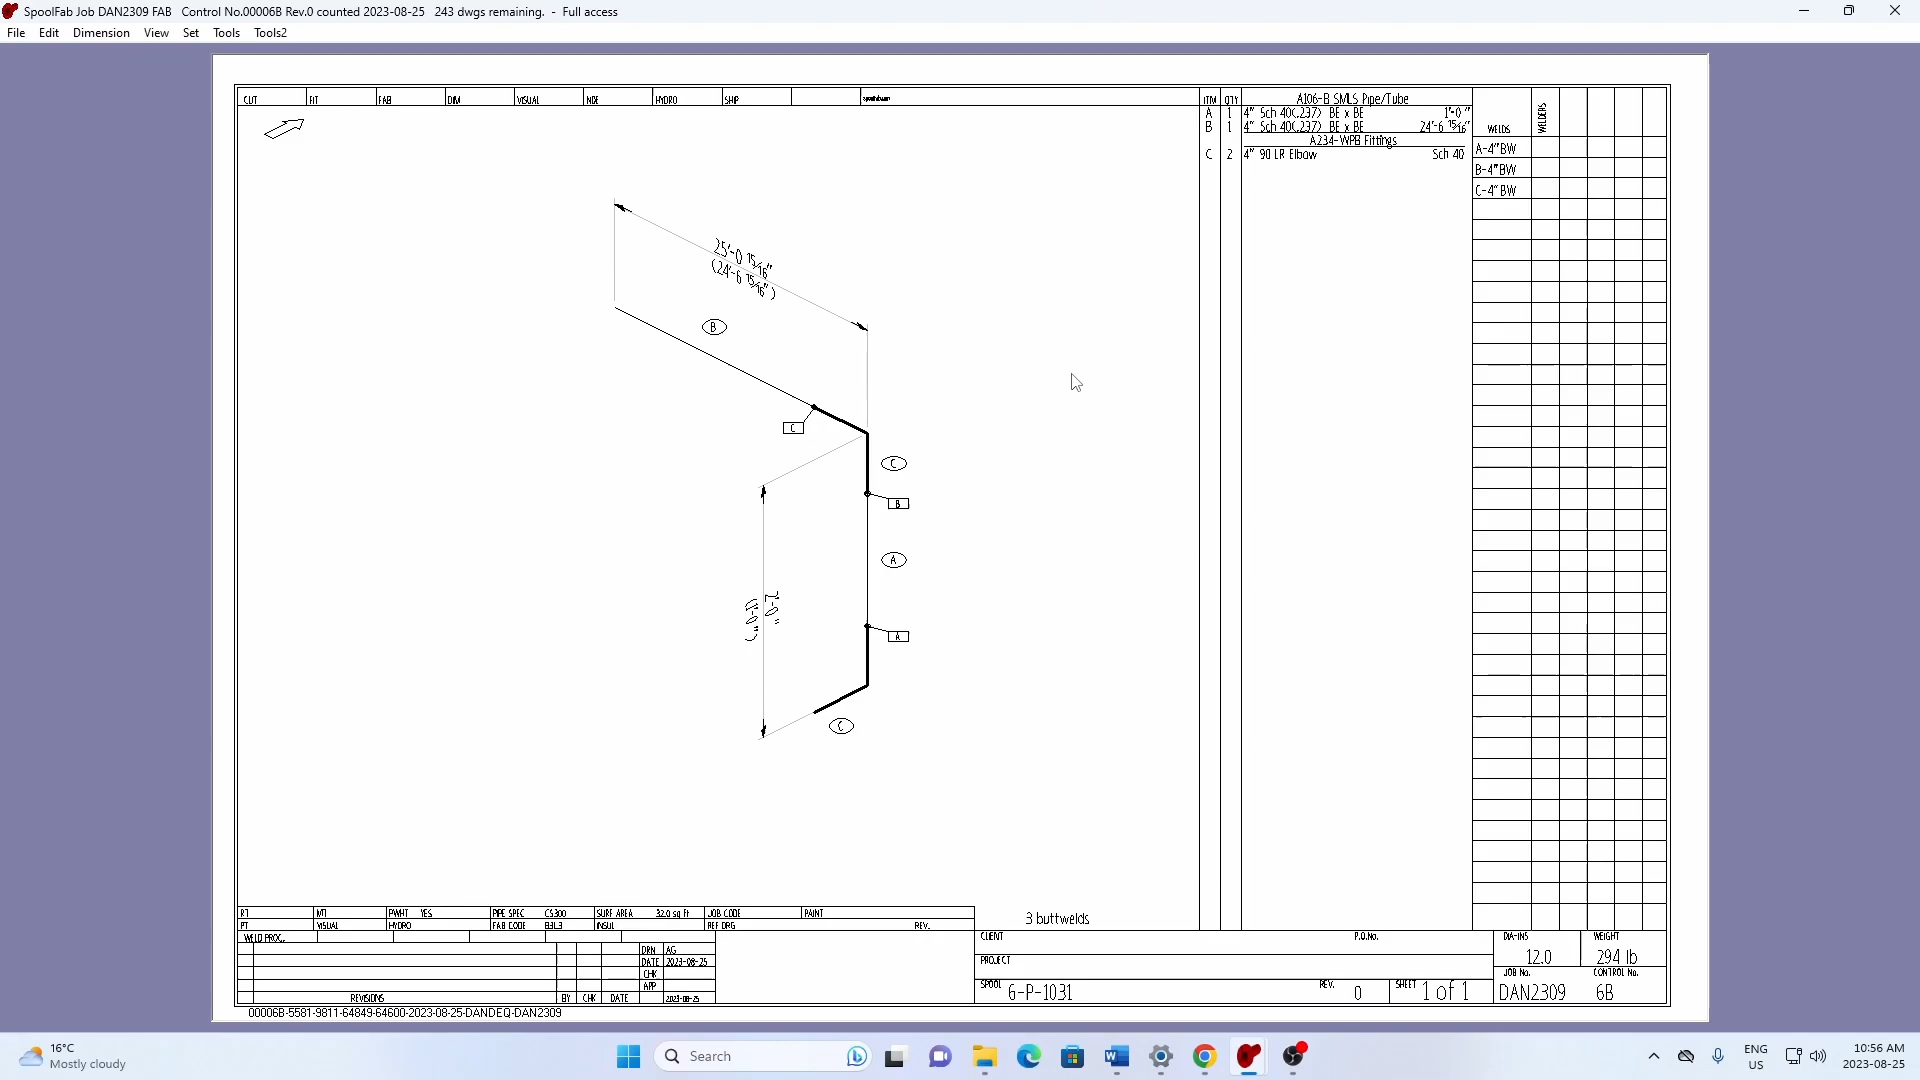 SpoolFab Job DAN2309 FAB Control No.00006B Rev.0 counted 2023-08-25 243 dwgs remaining. - Full access
File Edit Dimension View Set Tools Tools2
CUT FIT FAB DIM VISUAL NDE HYDRO SHIP
ITM QTY A106-B SMLS Pipe/Tube
A 1 4" Sch 40(.237) BE x BE 1'-0 "
B 1 4" Sch 40(.237) BE x BE 24'-6 15/16"
A234-WPB Fittings
C 2 4" 90 LR Elbow Sch 40
WELDS WELDERS
A-4"BW
B-4"BW
C-4"BW
25'-0 15/16"
(24'-6 15/16" )
B
C
C
B
A
2'-0 "
(1'-0 " )
A
C
3 buttwelds
RT MT PWHT YES PIPE SPEC CS300 SURF AREA 32.0 sq ft JOB CODE PAINT
PT VISUAL HYDRO FAB CODE B31.3 INSUL REF DRG REV.
WELD PROC.
DRN AG
DATE 2023-08-25
CHK
APP
REVISIONS BY CHK DATE 2023-08-25
CLIENT P.O.No.
PROJECT
SPOOL 6-P-1031 REV. 0 SHEET 1 of 1
DIA-INS 12.0 WEIGHT 294 lb
JOB No. DAN2309 CONTROL No. 6B
00006B-5581-9811-64849-64600-2023-08-25-DANDEQ-DAN2309
16°C
Mostly cloudy
Search
ENG
US
10:56 AM
2023-08-25